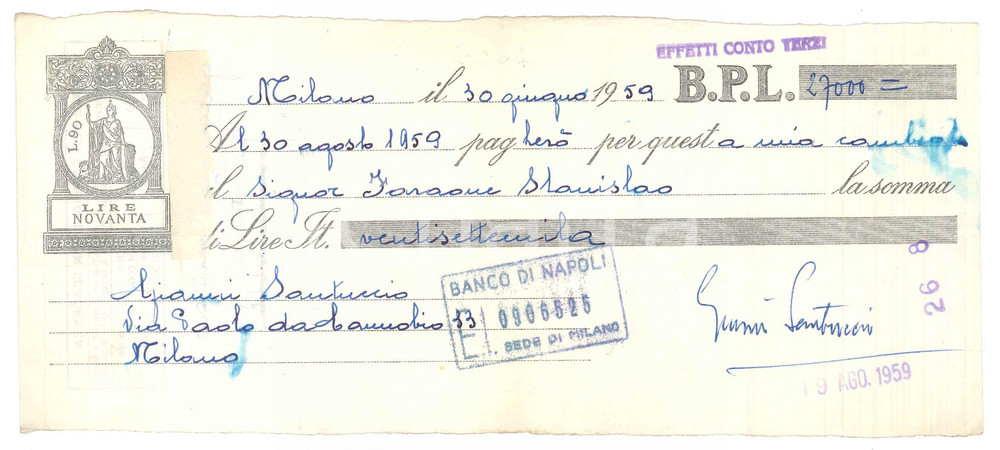 EFFETTI CONTO TERZI
Milano il 30 giugno 1959 B.P.L. 27000=
L.90
Al 30 agosto 1959 pagherò per questa mia cambiale
LIRE
NOVANTA
il Signor Faraone Stanislao la somma
di Lire It. ventisettemila
Gianni Santuccio
Via Paolo da Cannobio 33
Milano
BANCO DI NAPOLI
E 0906525
SEDE DI MILANO
Gianni Santuccio
26 8
19 AGO. 1959